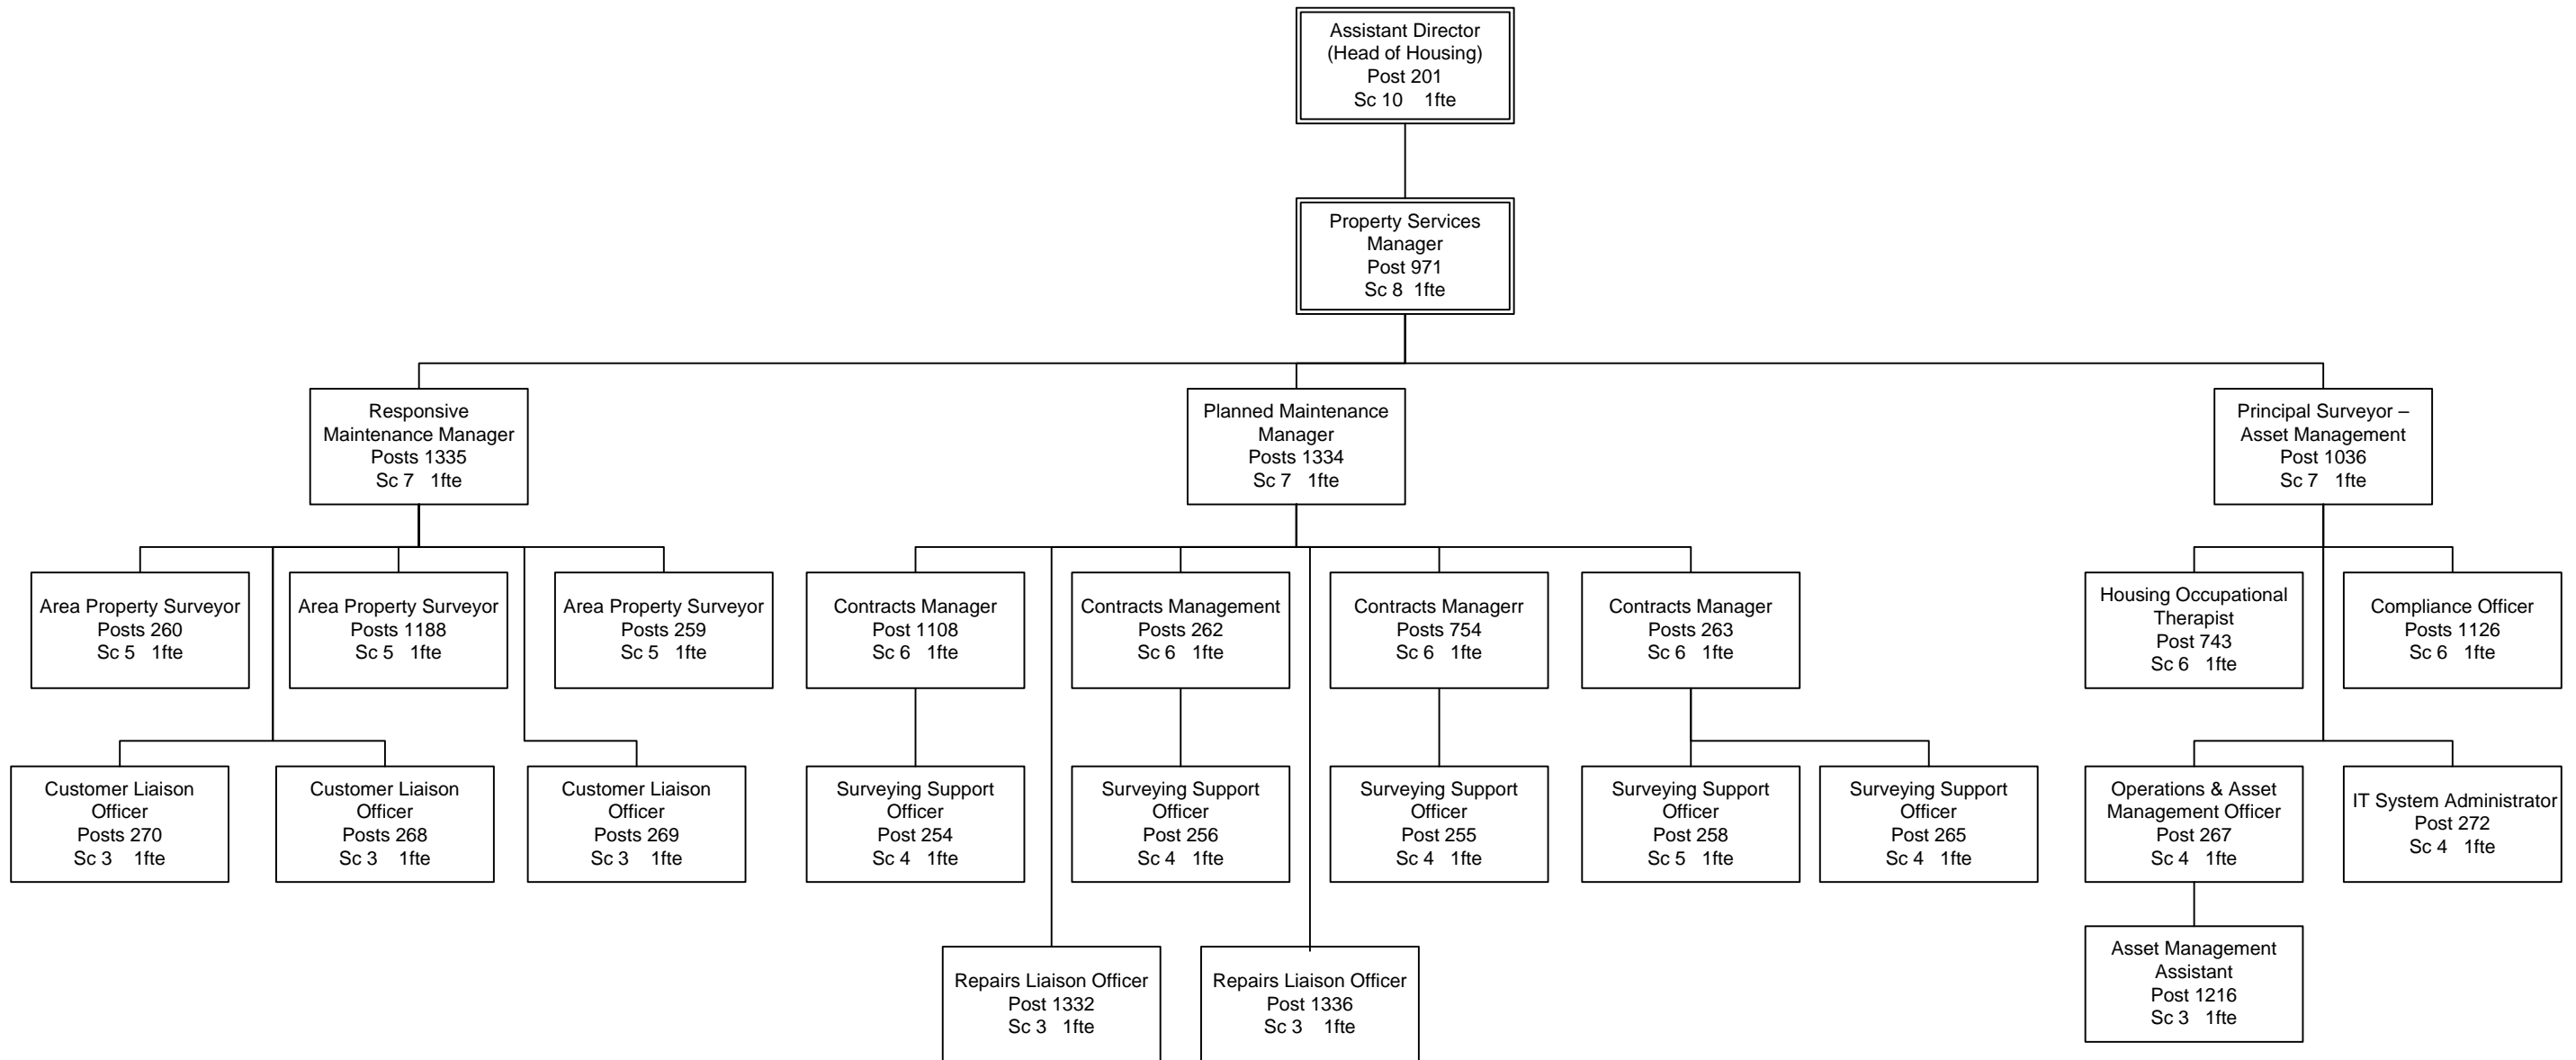 Assistant Director
(Head of Housing)
Post 201
Sc 10 1fte
Property Services
Manager
Post 971
Sc 8 1fte
Responsive
Maintenance Manager
Posts 1335
Sc 7 1fte
Planned Maintenance
Manager
Posts 1334
Sc 7 1fte
Principal Surveyor –
Asset Management
Post 1036
Sc 7 1fte
Area Property Surveyor
Posts 260
Sc 5 1fte
Area Property Surveyor
Posts 1188
Sc 5 1fte
Area Property Surveyor
Posts 259
Sc 5 1fte
Contracts Manager
Post 1108
Sc 6 1fte
Contracts Management
Posts 262
Sc 6 1fte
Contracts Managerr
Posts 754
Sc 6 1fte
Contracts Manager
Posts 263
Sc 6 1fte
Housing Occupational
Therapist
Post 743
Sc 6 1fte
Compliance Officer
Posts 1126
Sc 6 1fte
Customer Liaison
Officer
Posts 270
Sc 3 1fte
Customer Liaison
Officer
Posts 268
Sc 3 1fte
Customer Liaison
Officer
Posts 269
Sc 3 1fte
Surveying Support
Officer
Post 254
Sc 4 1fte
Surveying Support
Officer
Post 256
Sc 4 1fte
Surveying Support
Officer
Post 255
Sc 4 1fte
Surveying Support
Officer
Post 258
Sc 5 1fte
Surveying Support
Officer
Post 265
Sc 4 1fte
Operations & Asset
Management Officer
Post 267
Sc 4 1fte
IT System Administrator
Post 272
Sc 4 1fte
Repairs Liaison Officer
Post 1332
Sc 3 1fte
Repairs Liaison Officer
Post 1336
Sc 3 1fte
Asset Management
Assistant
Post 1216
Sc 3 1fte